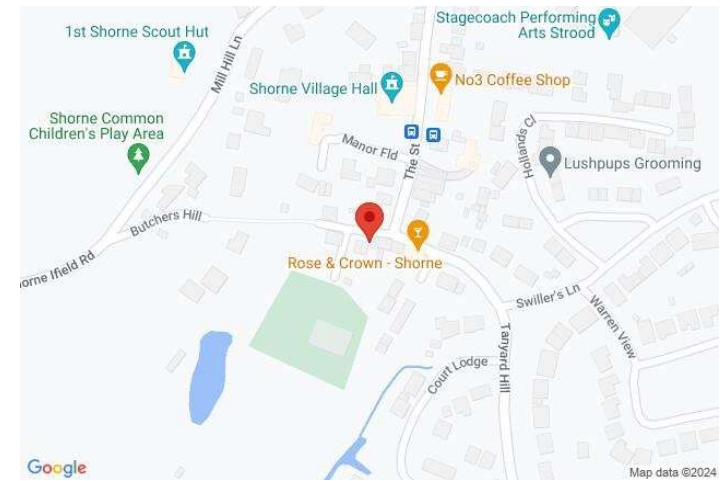 Stagecoach Performing
Arts Strood
1st Shorne Scout Hut
Mill Hill Ln
Shorne Village Hall
No3 Coffee Shop
Shorne Common
Children's Play Area
Manor Fld
The St
Hollands Cl
Lushpups Grooming
Butchers Hill
orne Ifield Rd
Rose & Crown - Shorne
Swiller's Ln
Warren View
Tanyard Hill
Court Lodge
Google
Map data ©2024